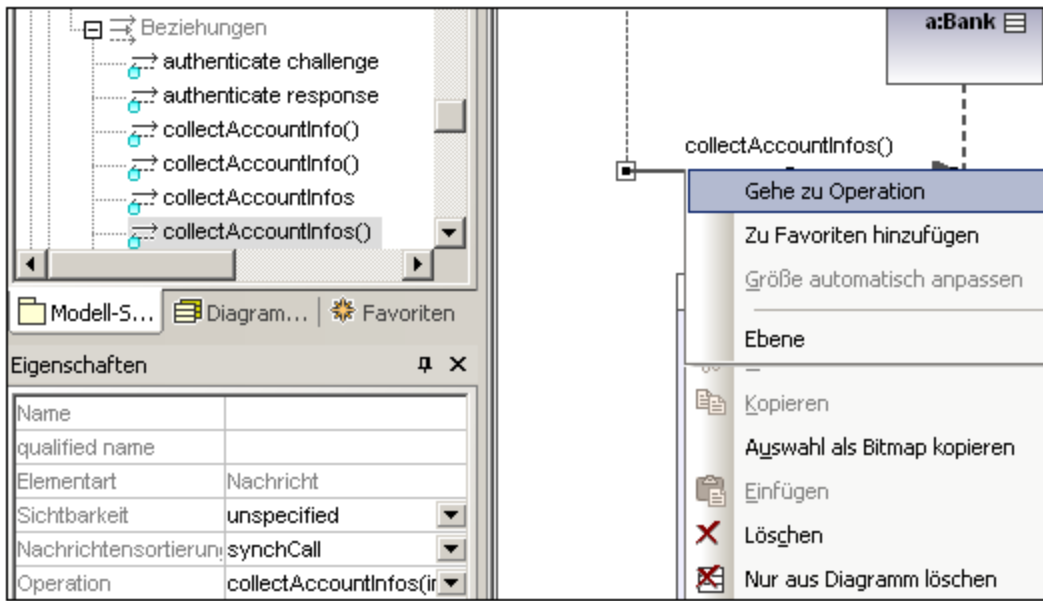 Beziehungen
authenticate challenge
authenticate response
collectAccountInfo()
collectAccountInfo()
collectAccountInfos
collectAccountInfos()
Modell-S...
Diagram...
Favoriten
Eigenschaften
Name
qualified name
Elementart Nachricht
Sichtbarkeit unspecified
Nachrichtensortierun synchCall
Operation collectAccountInfos(in
a:Bank
collectAccountInfos()
Gehe zu Operation
Zu Favoriten hinzufügen
Größe automatisch anpassen
Ebene
Kopieren
Auswahl als Bitmap kopieren
Einfügen
Löschen
Nur aus Diagramm löschen